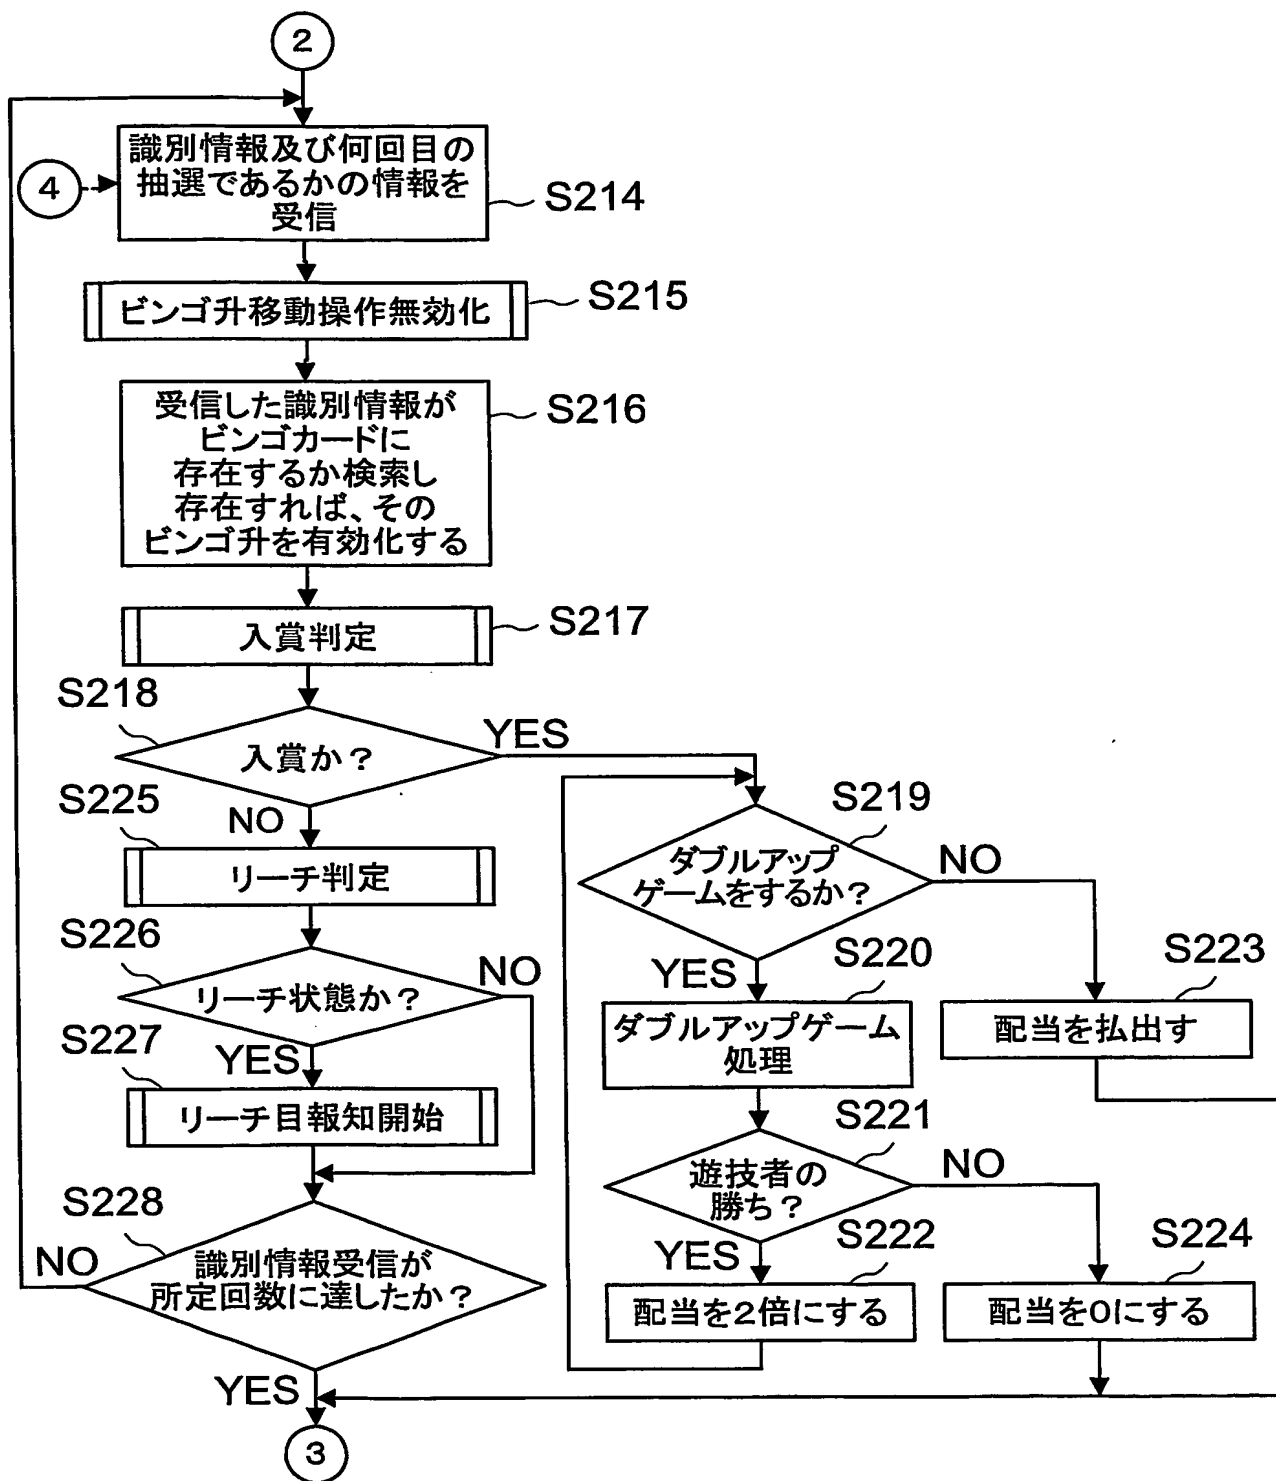 2
識別情報及び何回目の
抽選であるかの情報を
受信
4
S214
ビンゴ升移動操作無効化
S215
受信した識別情報が
ビンゴカードに
存在するか検索し
存在すれば、その
ビンゴ升を有効化する
S216
入賞判定
S217
S218
入賞か？
YES
NO
S225
リーチ判定
S226
リーチ状態か？
NO
YES
S227
リーチ目報知開始
S228
識別情報受信が
所定回数に達したか？
NO
YES
3
S219
ダブルアップ
ゲームをするか？
NO
YES
S220
ダブルアップゲーム
処理
S223
配当を払出す
S221
遊技者の
勝ち？
NO
YES
S222
配当を2倍にする
S224
配当を0にする